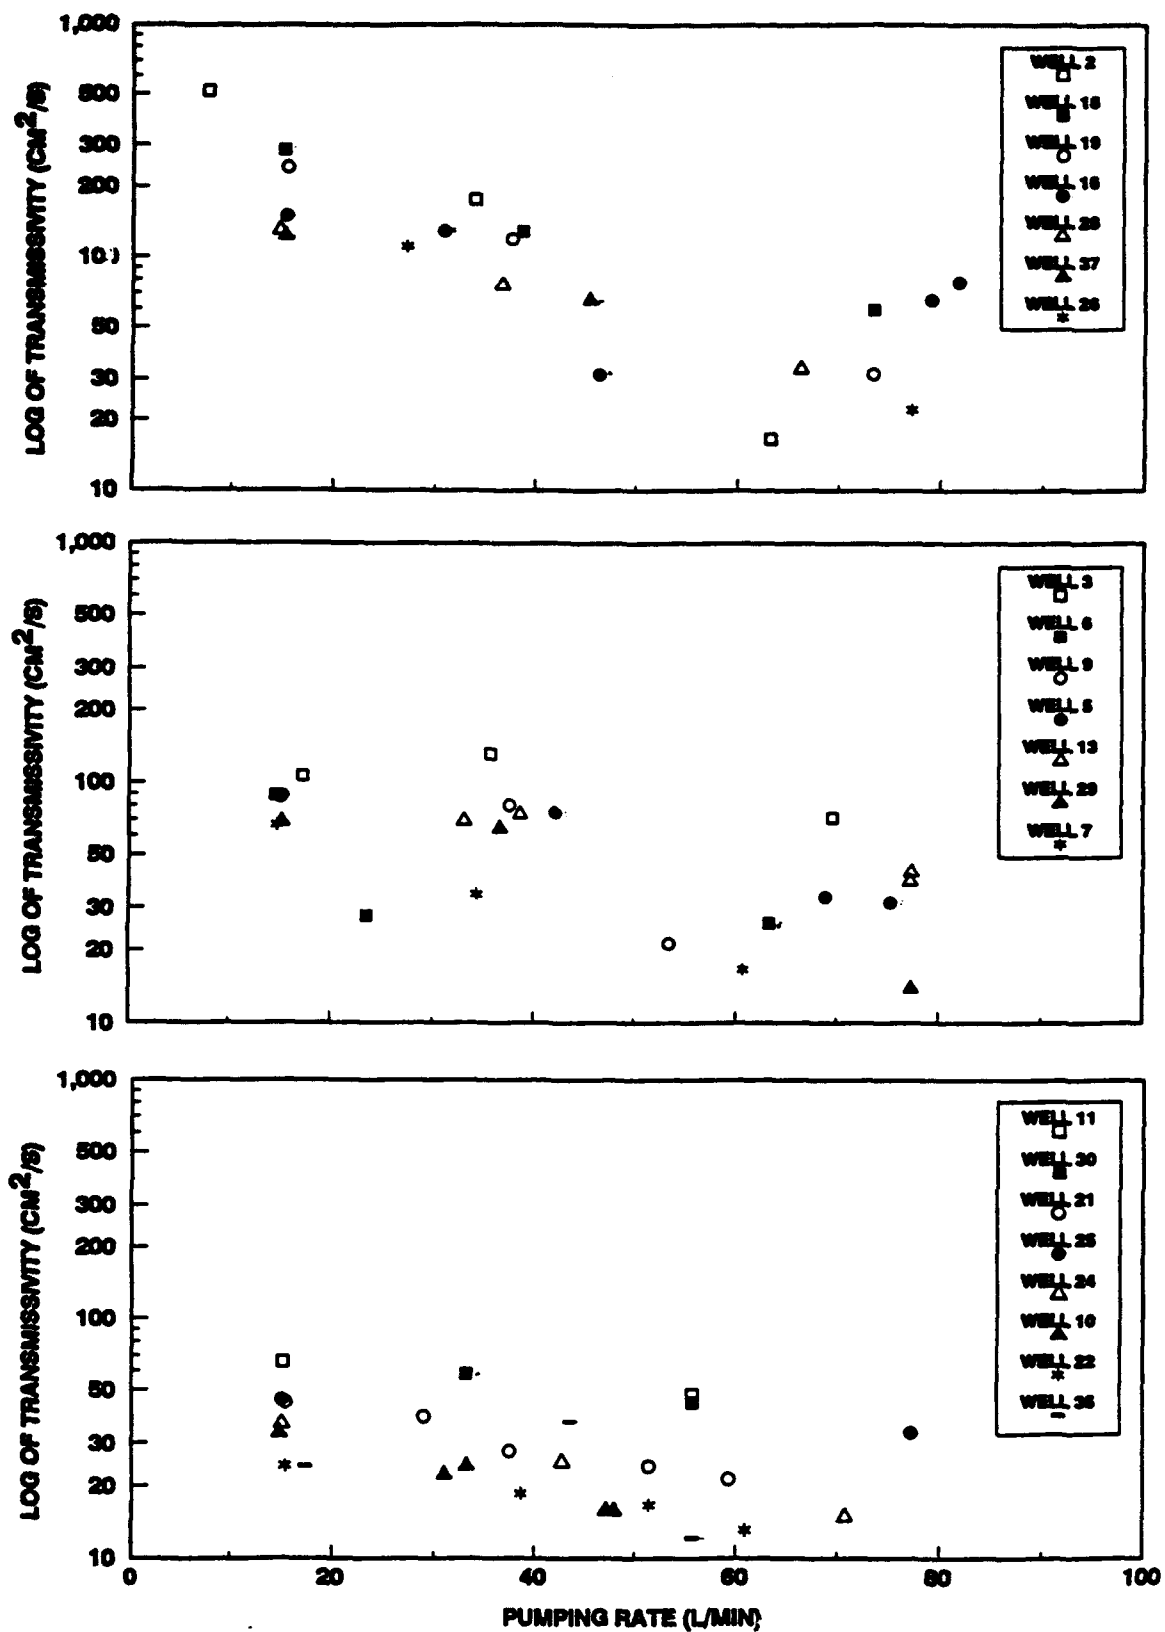 1,000
500
300
200
100
50
30
20
10
LOG OF TRANSMISSIVITY (CM2/S)
WELL 2
WELL 18
WELL 19
WELL 16
WELL 28
WELL 37
WELL 26
1,000
500
300
200
100
50
30
20
10
LOG OF TRANSMISSIVITY (CM2/S)
WELL 3
WELL 6
WELL 9
WELL 5
WELL 13
WELL 29
WELL 7
1,000
500
300
200
100
50
30
20
10
LOG OF TRANSMISSIVITY (CM2/S)
WELL 11
WELL 30
WELL 21
WELL 25
WELL 24
WELL 10
WELL 22
WELL 35
0 20 40 60 80 100
PUMPING RATE (L/MIN)